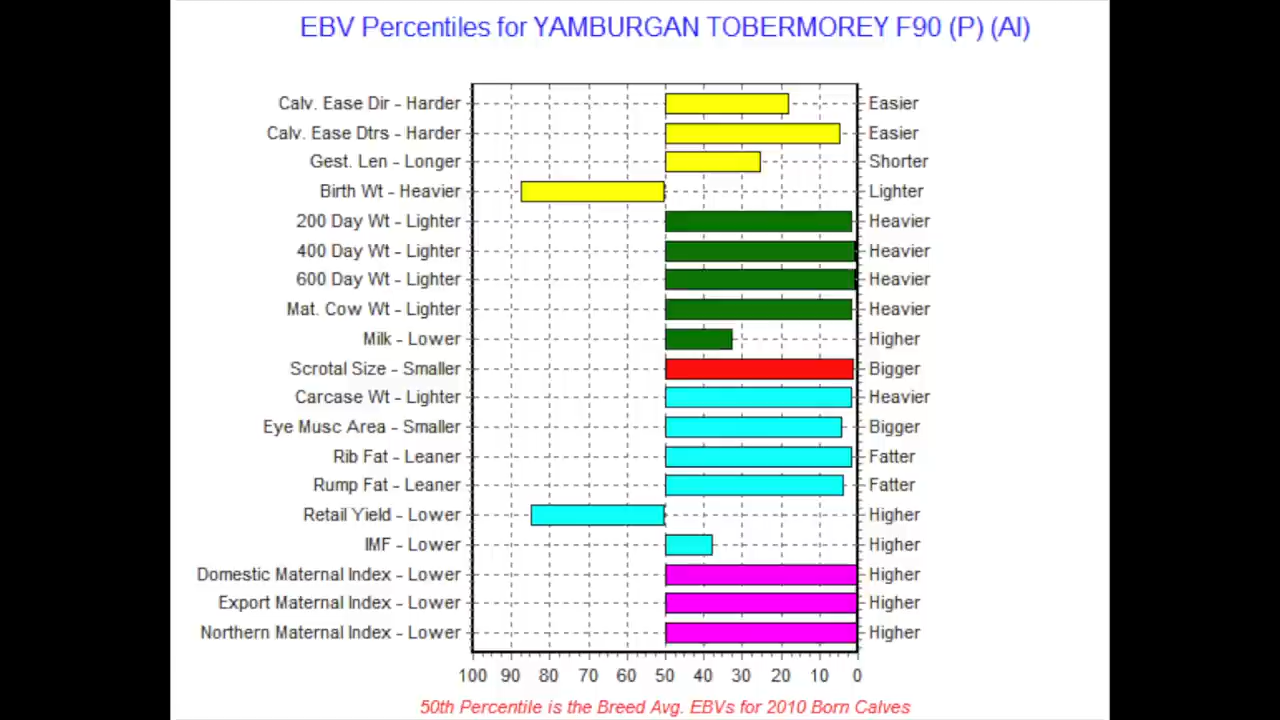 EBV Percentiles for YAMBURGAN TOBERMOREY F90 (P) (AI)
Calv. Ease Dir - Harder Easier
Calv. Ease Dtrs - Harder Easier
Gest. Len - Longer Shorter
Birth Wt - Heavier Lighter
200 Day Wt - Lighter Heavier
400 Day Wt - Lighter Heavier
600 Day Wt - Lighter Heavier
Mat. Cow Wt - Lighter Heavier
Milk - Lower Higher
Scrotal Size - Smaller Bigger
Carcase Wt - Lighter Heavier
Eye Musc Area - Smaller Bigger
Rib Fat - Leaner Fatter
Rump Fat - Leaner Fatter
Retail Yield - Lower Higher
IMF - Lower Higher
Domestic Maternal Index - Lower Higher
Export Maternal Index - Lower Higher
Northern Maternal Index - Lower Higher
100 90 80 70 60 50 40 30 20 10 0
50th Percentile is the Breed Avg. EBVs for 2010 Born Calves